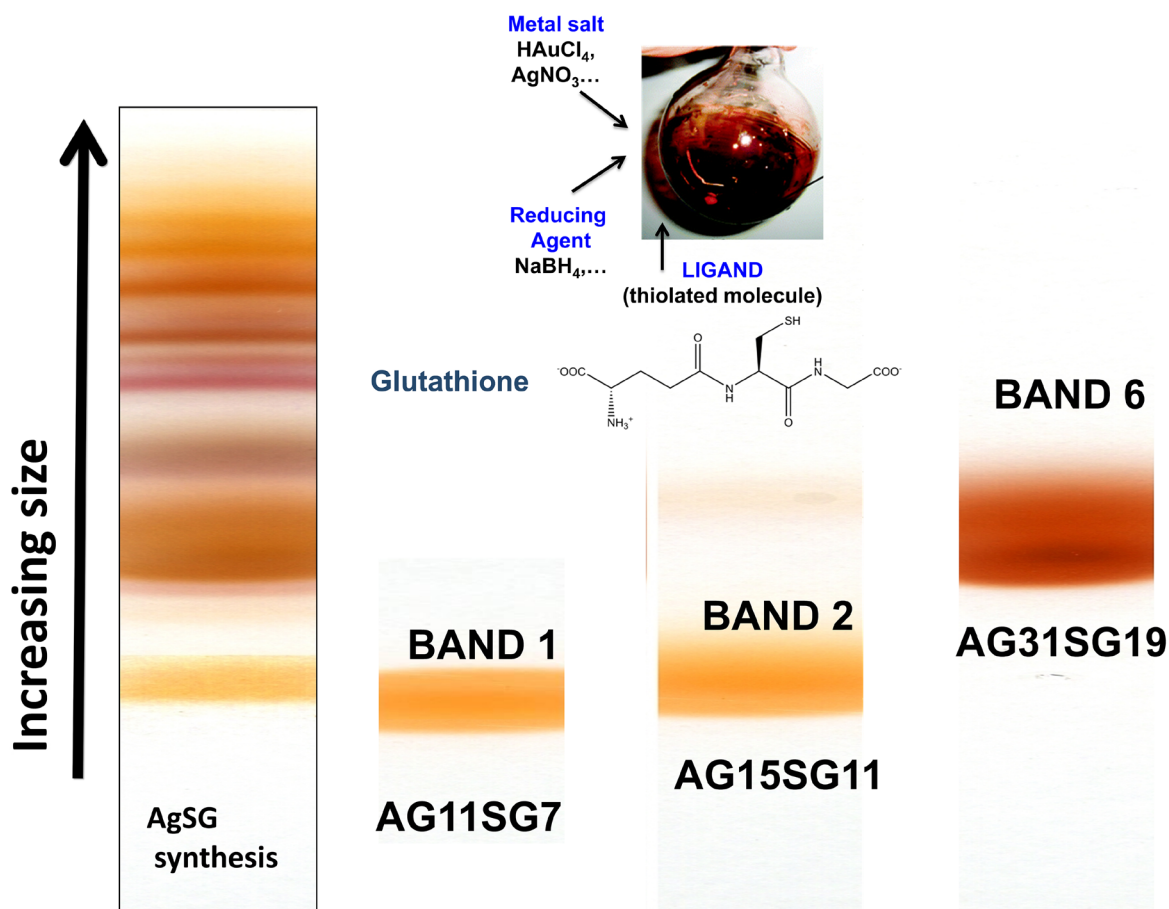 Metal salt
HAuCl₄,
AgNO₃…
Reducing
Agent
NaBH₄,…
LIGAND
(thiolated molecule)
Glutathione
⁻OOC
NH₃⁺
O
N
H
SH
O
H
N
COO⁻
Increasing size
AgSG
synthesis
BAND 1
AG11SG7
BAND 2
AG15SG11
BAND 6
AG31SG19